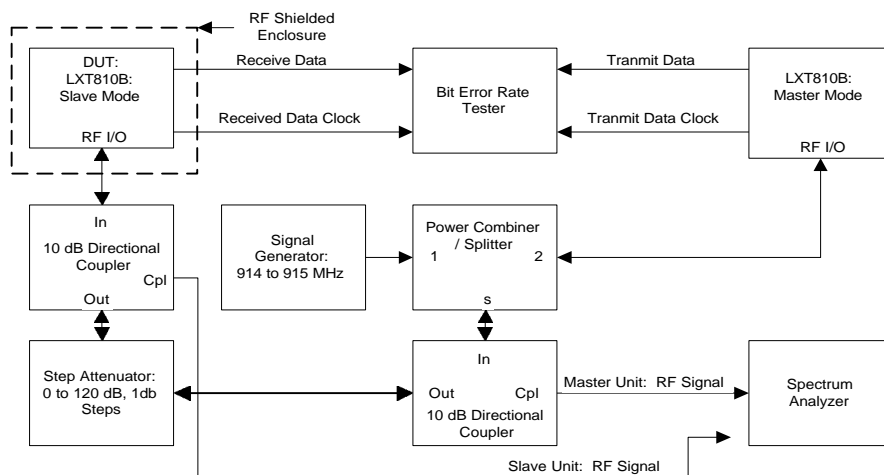 RF Shielded
Enclosure
DUT:
LXT810B:
Slave Mode
RF I/O
Receive Data
Received Data Clock
Bit Error Rate
Tester
Tranmit Data
Tranmit Data Clock
LXT810B:
Master Mode
RF I/O
In
10 dB Directional
Coupler
Cpl
Out
Signal
Generator:
914 to 915 MHz
Power Combiner
/ Splitter
1 2
s
Step Attenuator:
0 to 120 dB, 1db
Steps
In
Out Cpl
10 dB Directional
Coupler
Master Unit: RF Signal
Spectrum
Analyzer
Slave Unit: RF Signal